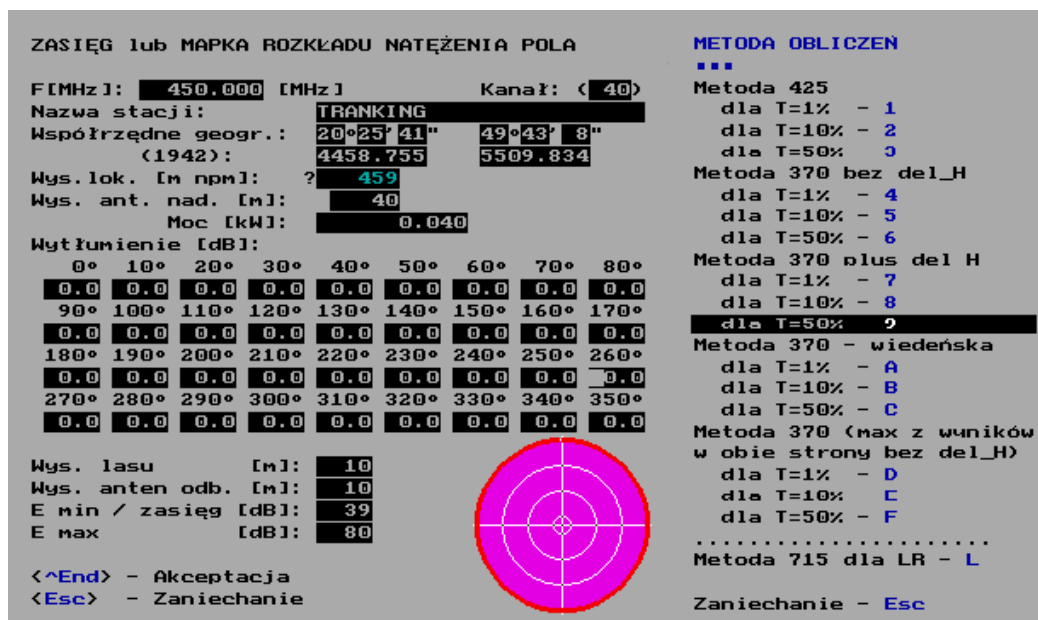 ZASIĘG lub MAPKA ROZKŁADU NATĘŻENIA POLA
F[MHz]: 450.000 [MHz] Kanał: ( 40)
Nazwa stacji: TRANKING
Współrzędne geogr.: 20°25' 41" 49°43' 8"
(1942): 4458.755 5509.834
Wys.lok. [m npm]: ? 459
Wys. ant. nad. [m]: 40
Moc [kW]: 0.040
Wytłumienie [dB]:
0° 10° 20° 30° 40° 50° 60° 70° 80°
0.0 0.0 0.0 0.0 0.0 0.0 0.0 0.0 0.0
90° 100° 110° 120° 130° 140° 150° 160° 170°
0.0 0.0 0.0 0.0 0.0 0.0 0.0 0.0 0.0
180° 190° 200° 210° 220° 230° 240° 250° 260°
0.0 0.0 0.0 0.0 0.0 0.0 0.0 0.0 0.0
270° 280° 290° 300° 310° 320° 330° 340° 350°
0.0 0.0 0.0 0.0 0.0 0.0 0.0 0.0 0.0
Wys. lasu [m]: 10
Wys. anten odb. [m]: 10
E min / zasięg [dB]: 39
E max [dB]: 80
<^End> - Akceptacja
<Esc> - Zaniechanie
METODA OBLICZEŃ
Metoda 425
dla T=1% - 1
dla T=10% - 2
dla T=50% 3
Metoda 370 bez del_H
dla T=1% - 4
dla T=10% - 5
dla T=50% - 6
Metoda 370 plus del H
dla T=1% - 7
dla T=10% - 8
dla T=50% 9
Metoda 370 - wiedeńska
dla T=1% - A
dla T=10% - B
dla T=50% - C
Metoda 370 (max z wyników
w obie strony bez del_H)
dla T=1% - D
dla T=10% E
dla T=50% - F
......................
Metoda 715 dla LR - L
Zaniechanie - Esc